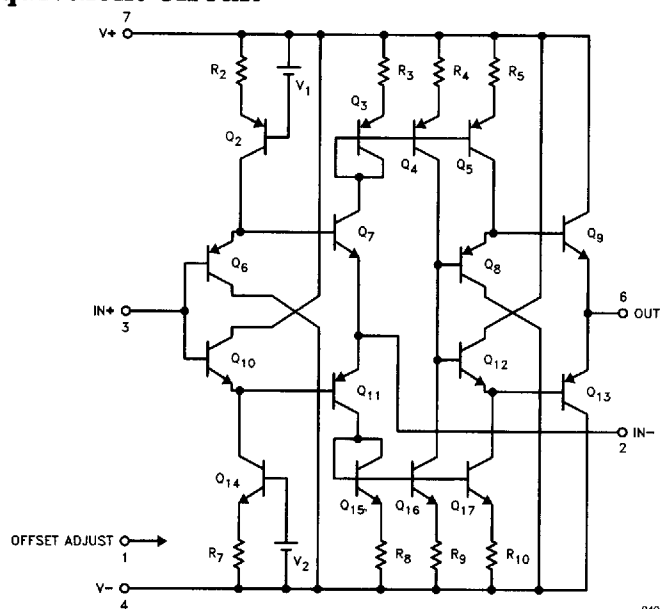 7
V+
R2
V1
Q3
R3
R4
R5
Q2
Q4
Q5
Q7
Q9
Q6
Q8
6
IN+
OUT
3
Q10
Q12
Q11
Q13
IN-
2
Q14
Q15
Q16
Q17
OFFSET ADJUST
1
R7
V2
R8
R9
R10
V-
4